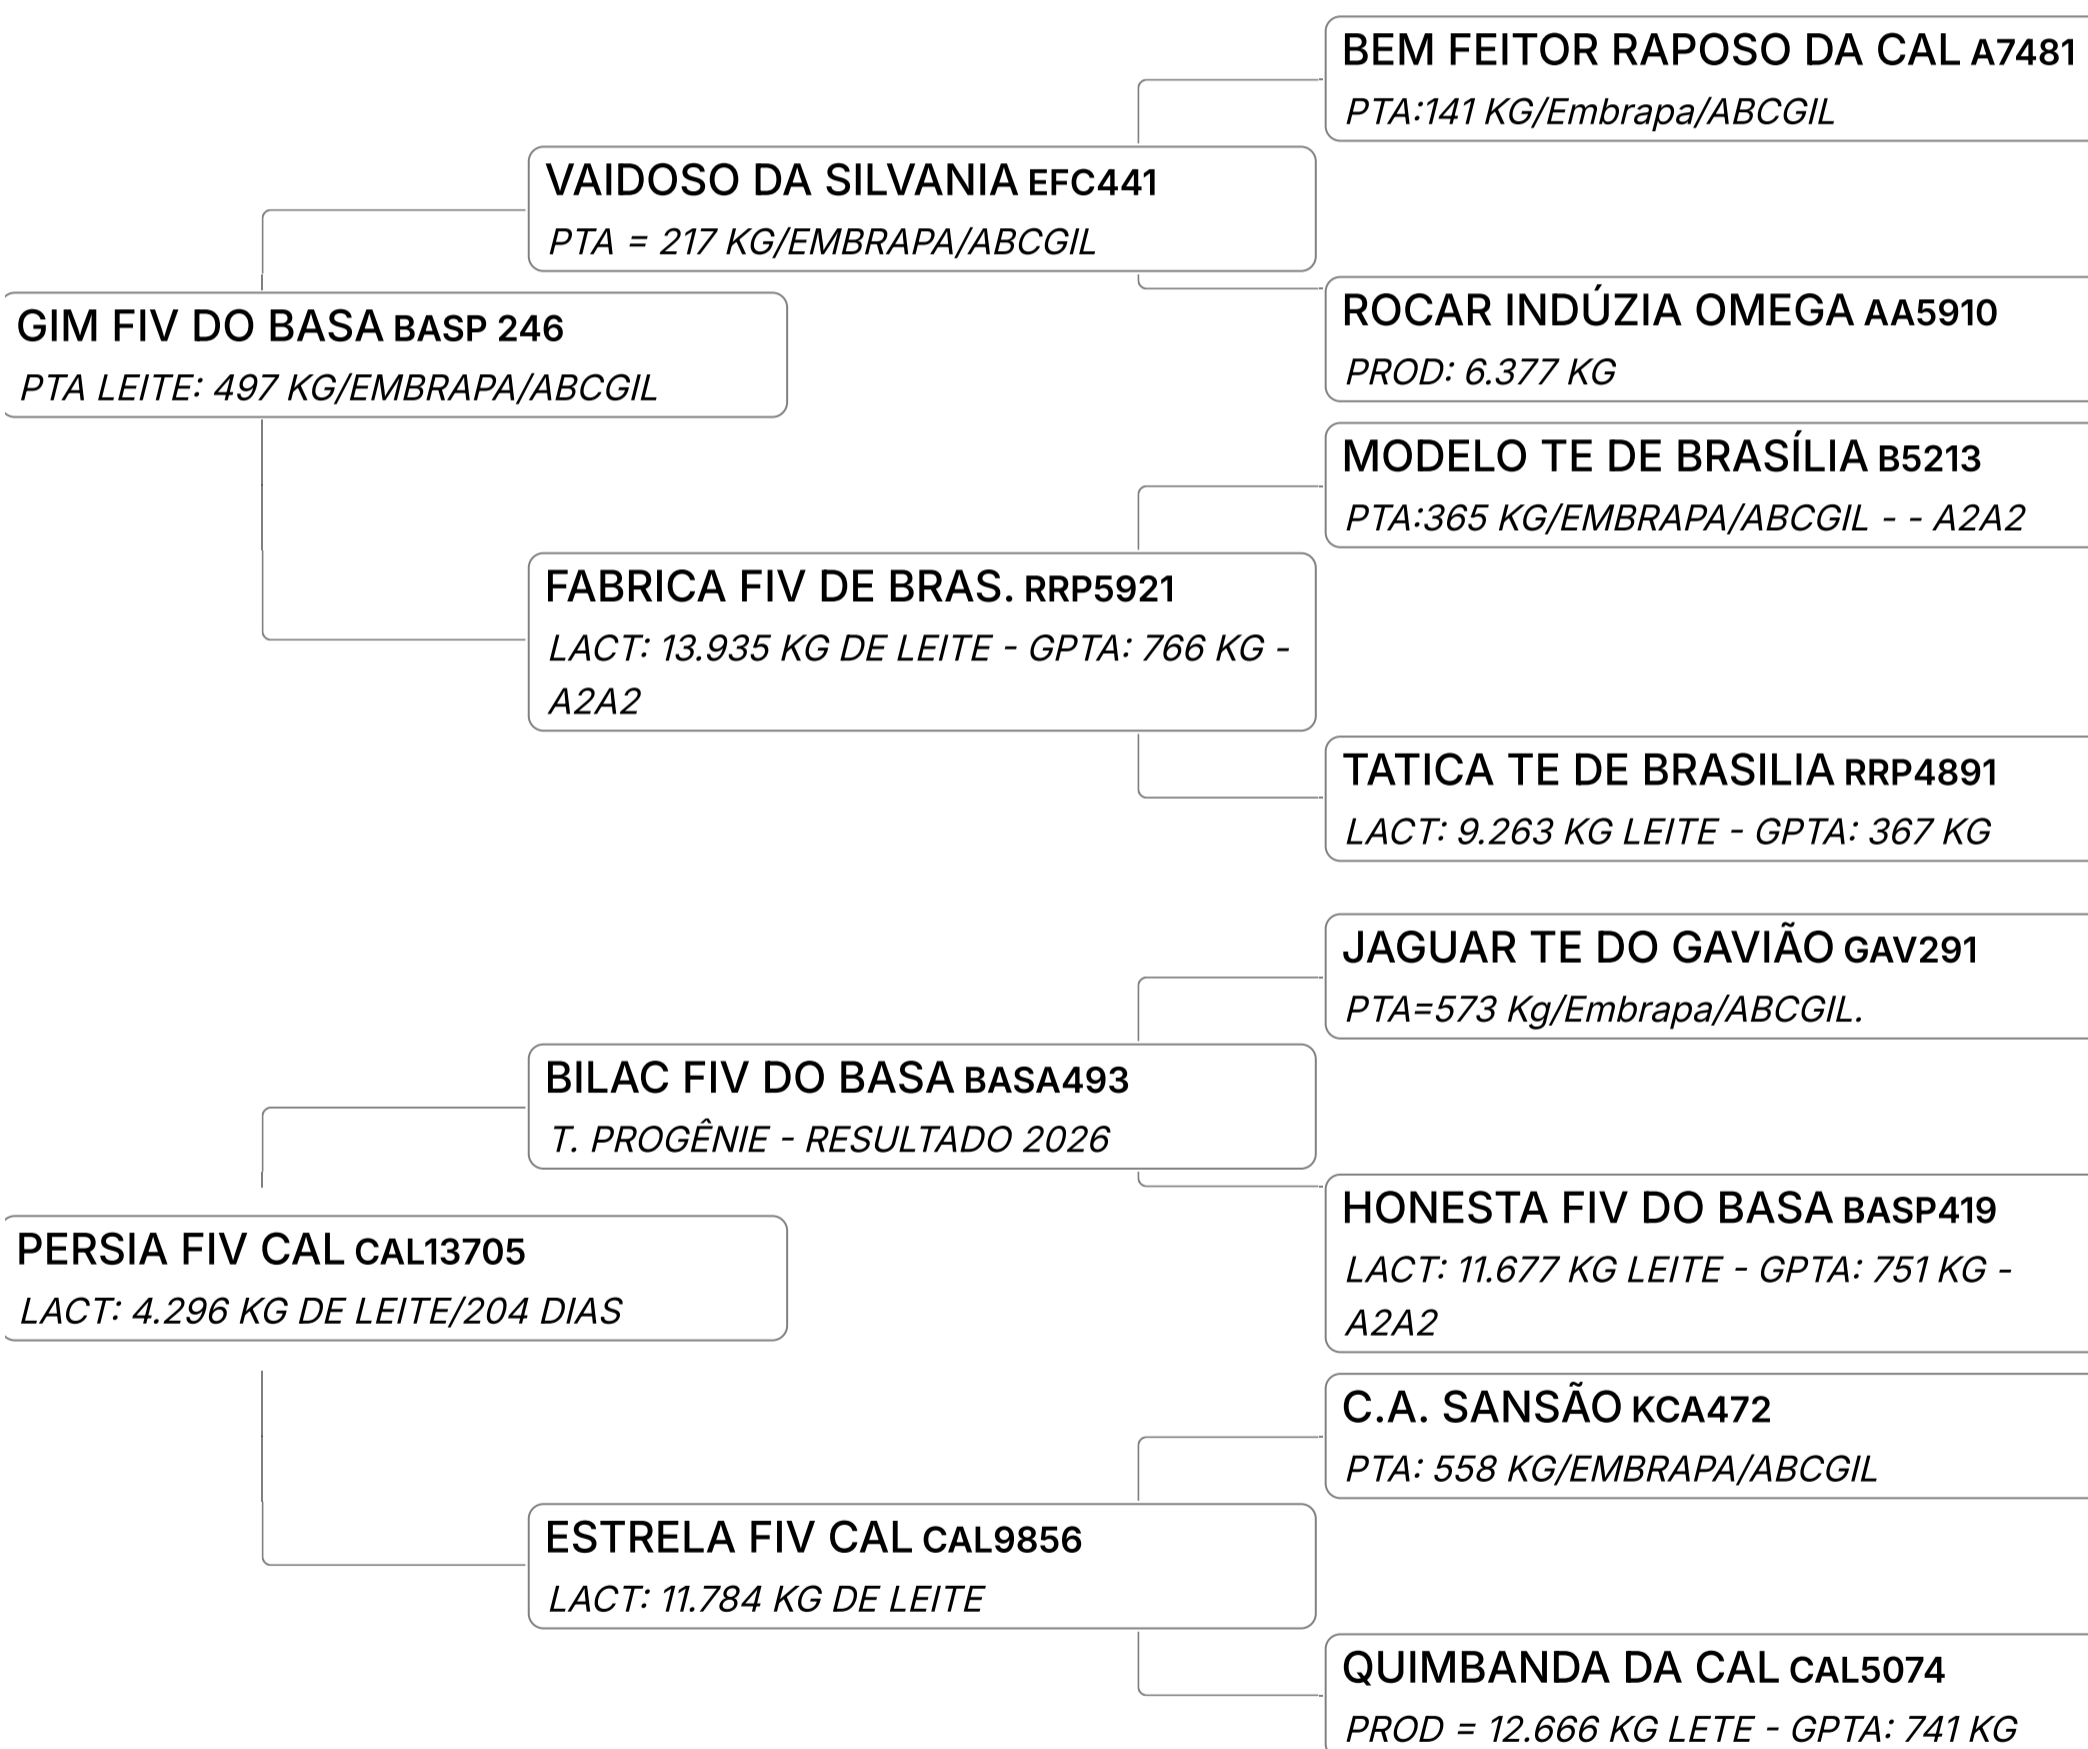 BEM FEITOR RAPOSO DA CAL A7481
PTA:141 KG/Embrapa/ABCGIL
VAIDOSO DA SILVANIA EFC441
PTA = 217 KG/EMBRAPA/ABCGIL
ROCAR INDÚZIA OMEGA AA5910
PROD: 6.377 KG
GIM FIV DO BASA BASP 246
PTA LEITE: 497 KG/EMBRAPA/ABCGIL
MODELO TE DE BRASÍLIA B5213
PTA:365 KG/EMBRAPA/ABCGIL - - A2A2
FABRICA FIV DE BRAS. RRP5921
LACT: 13.935 KG DE LEITE - GPTA: 766 KG -
A2A2
TATICA TE DE BRASILIA RRP4891
LACT: 9.263 KG LEITE - GPTA: 367 KG
JAGUAR TE DO GAVIÃO GAV291
PTA=573 Kg/Embrapa/ABCGIL.
BILAC FIV DO BASA BASA493
T. PROGÊNIE - RESULTADO 2026
HONESTA FIV DO BASA BASP419
LACT: 11.677 KG LEITE - GPTA: 751 KG -
A2A2
PERSIA FIV CAL CAL13705
LACT: 4.296 KG DE LEITE/204 DIAS
C.A. SANSÃO KCA472
PTA: 558 KG/EMBRAPA/ABCGIL
ESTRELA FIV CAL CAL9856
LACT: 11.784 KG DE LEITE
QUIMBANDA DA CAL CAL5074
PROD = 12.666 KG LETE - GPTA: 741 KG